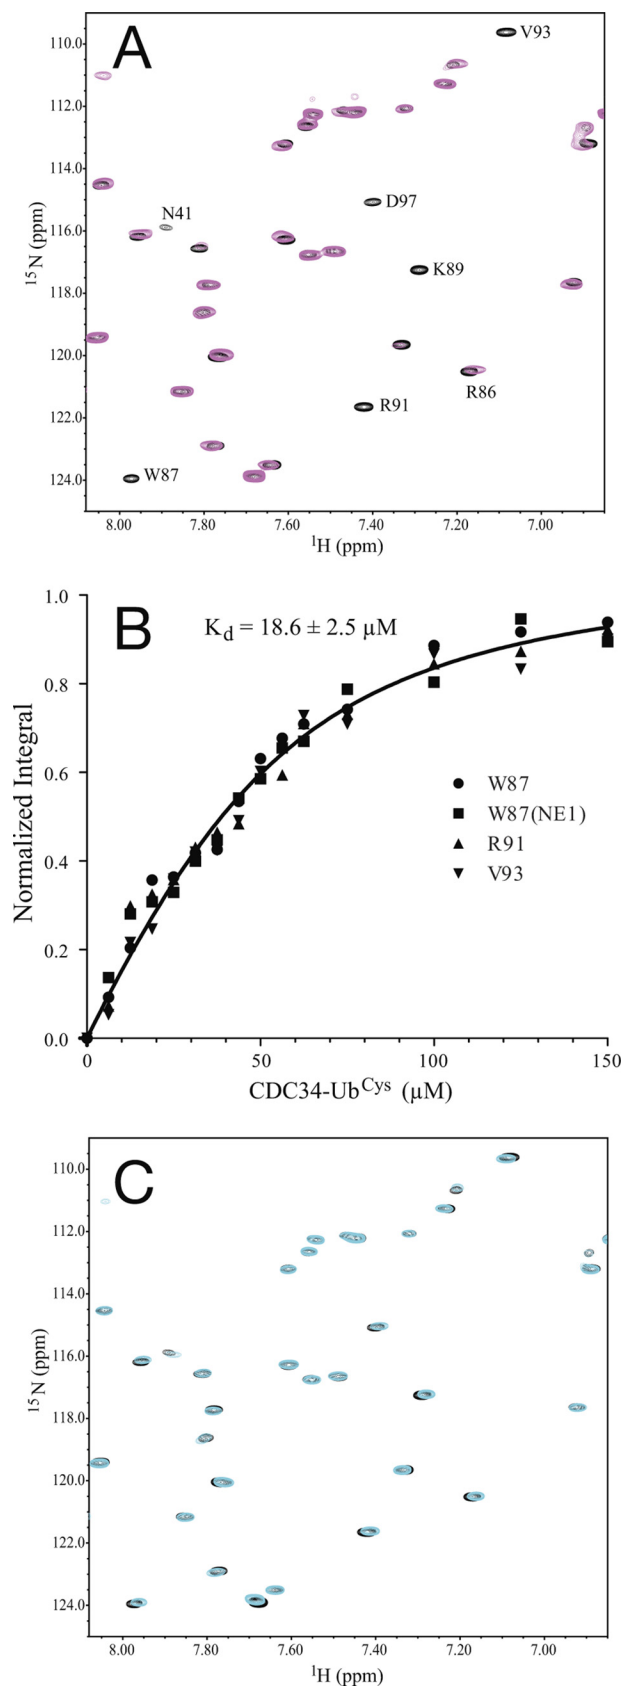 A
110.0
112.0
114.0
116.0
118.0
120.0
122.0
124.0
15N (ppm)
V93
N41
D97
K89
R86
R91
W87
8.00 7.80 7.60 7.40 7.20 7.00
1H (ppm)
B
Kd = 18.6 ± 2.5 µM
1.0
0.8
0.6
0.4
0.2
0.0
Normalized Integral
W87
W87(NE1)
R91
V93
0 50 100 150
CDC34-UbCys (µM)
C
110.0
112.0
114.0
116.0
118.0
120.0
122.0
124.0
15N (ppm)
8.00 7.80 7.60 7.40 7.20 7.00
1H (ppm)